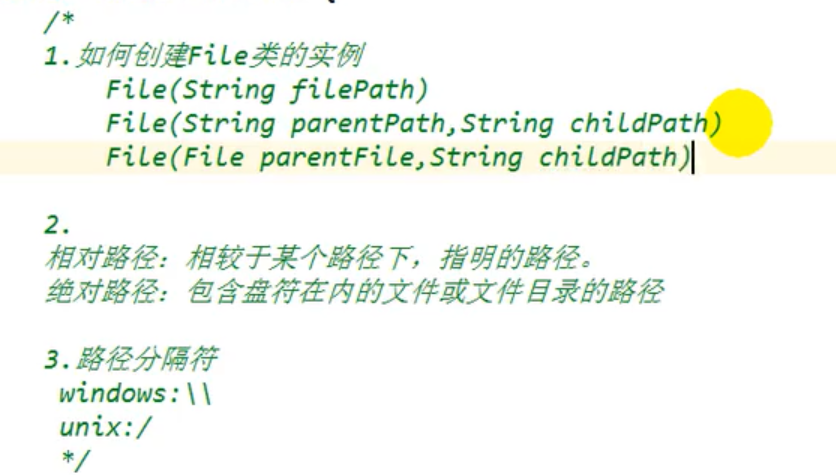 /*
1.如何创建File类的实例
File(String filePath)
File(String parentPath,String childPath)
File(File parentFile,String childPath)
2.
相对路径：相较于某个路径下，指明的路径。
绝对路径：包含盘符在内的文件或文件目录的路径
3.路径分隔符
windows:\\
unix:/
*/